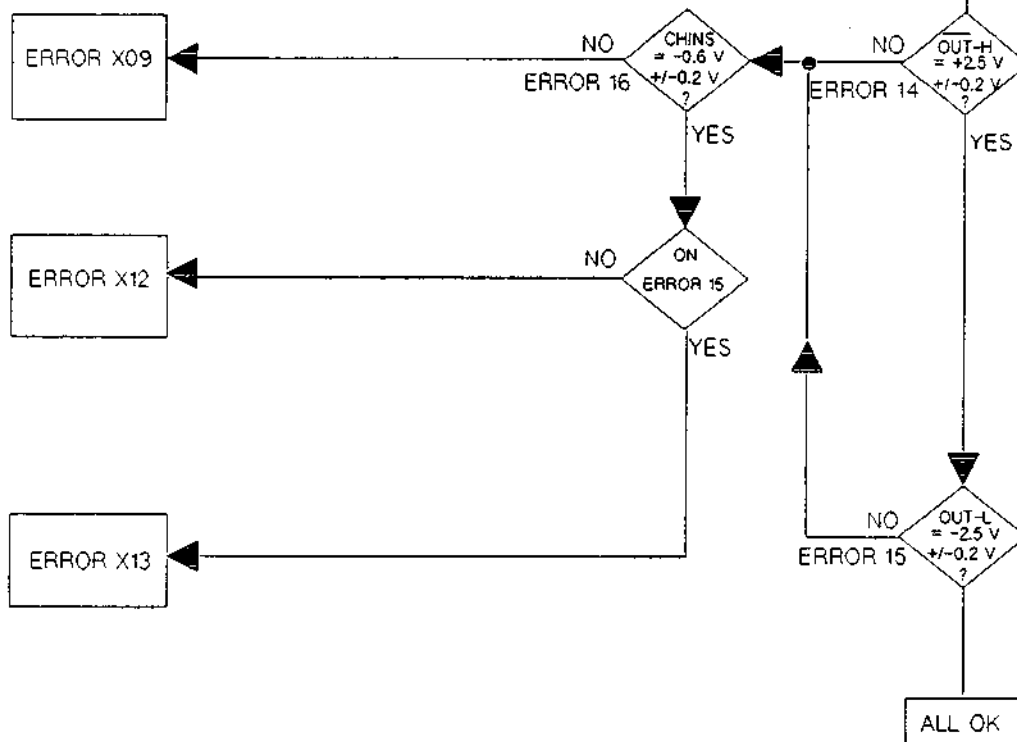 ERROR X09
NO
ERROR 16
CHINS
= -0.6 V
+/-0.2 V
?
YES
NO
ERROR 14
OUT-H
= +2.5 V
+/-0.2 V
?
YES
ERROR X12
NO
ON
ERROR 15
YES
ERROR X13
NO
ERROR 15
OUT-L
= -2.5 V
+/-0.2 V
?
ALL OK